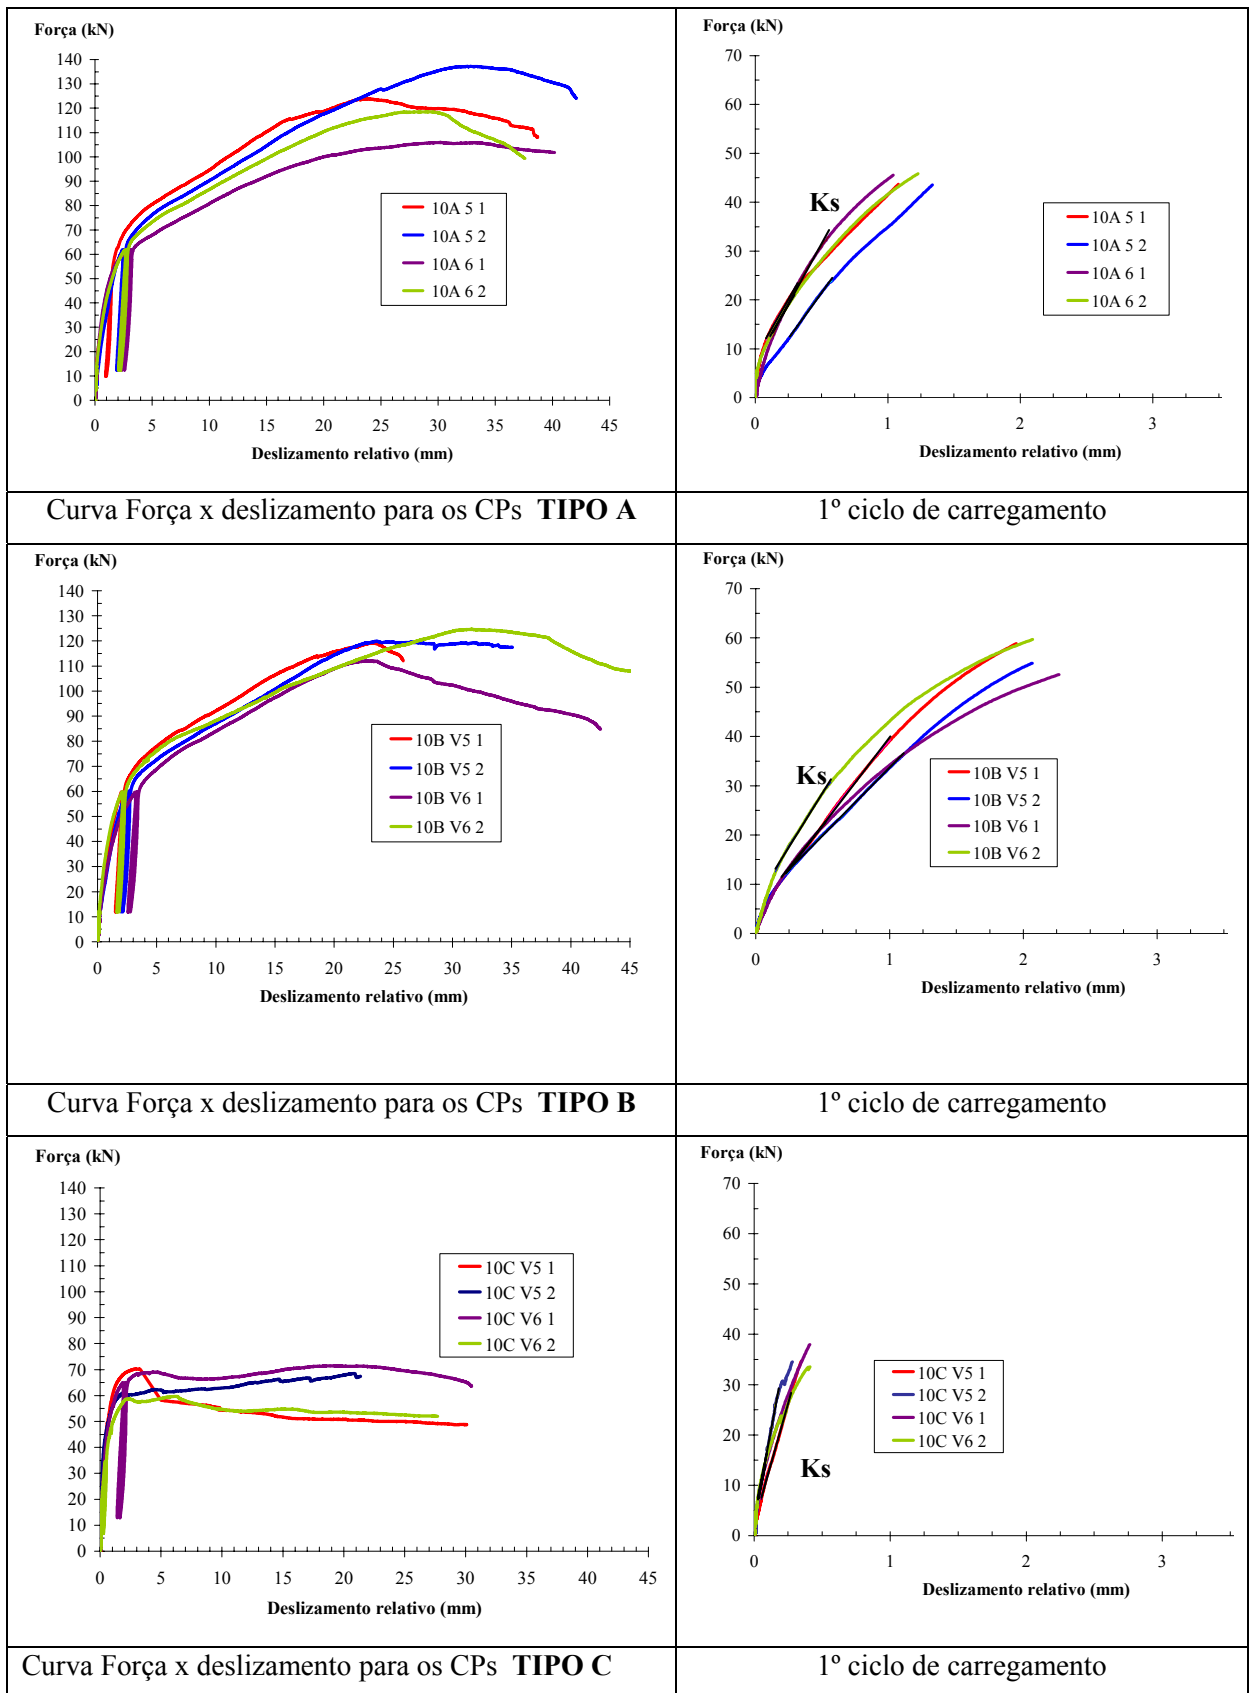 Força (kN)
140
130
120
110
100
90
80
70
60
50
40
30
20
10
0
0 5 10 15 20 25 30 35 40 45
Deslizamento relativo (mm)
10A 5 1
10A 5 2
10A 6 1
10A 6 2
Força (kN)
70
60
50
40
30
20
10
0
0 1 2 3
Deslizamento relativo (mm)
Ks
10A 5 1
10A 5 2
10A 6 1
10A 6 2
Curva Força x deslizamento para os CPs TIPO A
1º ciclo de carregamento
Força (kN)
140
130
120
110
100
90
80
70
60
50
40
30
20
10
0
0 5 10 15 20 25 30 35 40 45
Deslizamento relativo (mm)
10B V5 1
10B V5 2
10B V6 1
10B V6 2
Força (kN)
70
60
50
40
30
20
10
0
0 1 2 3
Deslizamento relativo (mm)
Ks
10B V5 1
10B V5 2
10B V6 1
10B V6 2
Curva Força x deslizamento para os CPs TIPO B
1º ciclo de carregamento
Força (kN)
140
130
120
110
100
90
80
70
60
50
40
30
20
10
0
0 5 10 15 20 25 30 35 40 45
Deslizamento relativo (mm)
10C V5 1
10C V5 2
10C V6 1
10C V6 2
Força (kN)
70
60
50
40
30
20
10
0
0 1 2 3
Deslizamento relativo (mm)
Ks
10C V5 1
10C V5 2
10C V6 1
10C V6 2
Curva Força x deslizamento para os CPs TIPO C
1º ciclo de carregamento